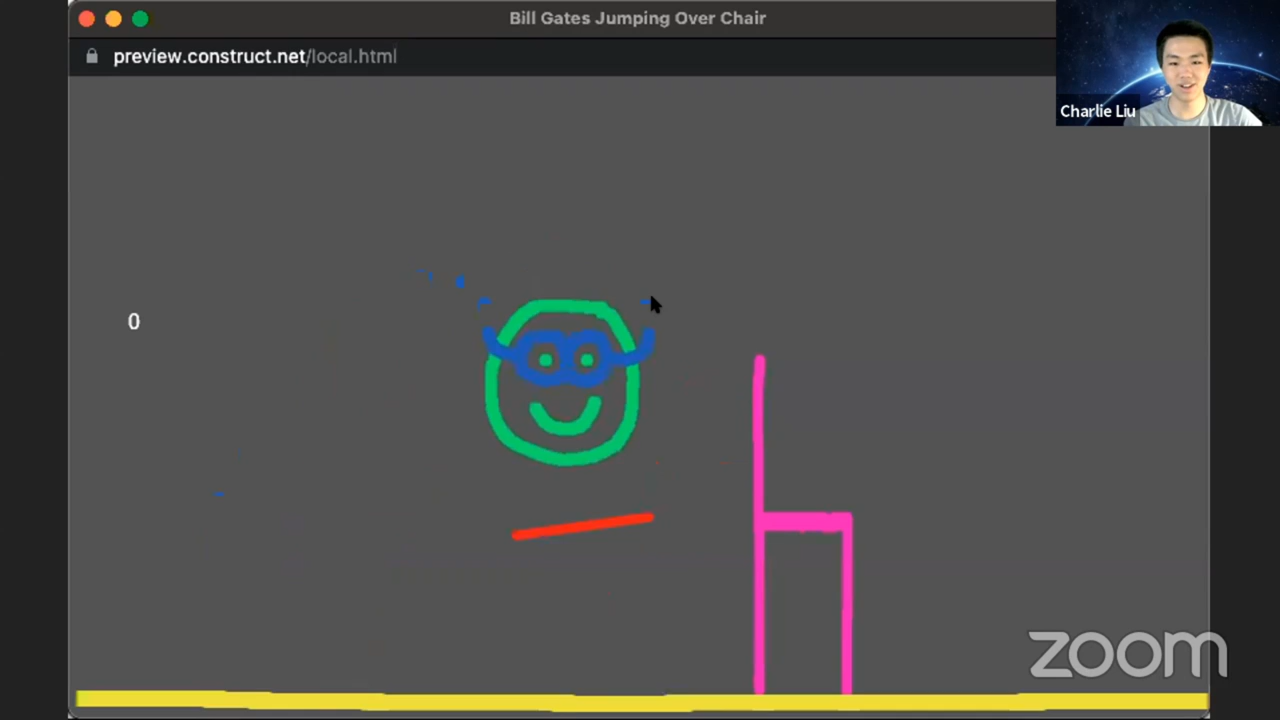 Bill Gates Jumping Over Chair
preview.construct.net/local.html
Charlie Liu
0
zoom